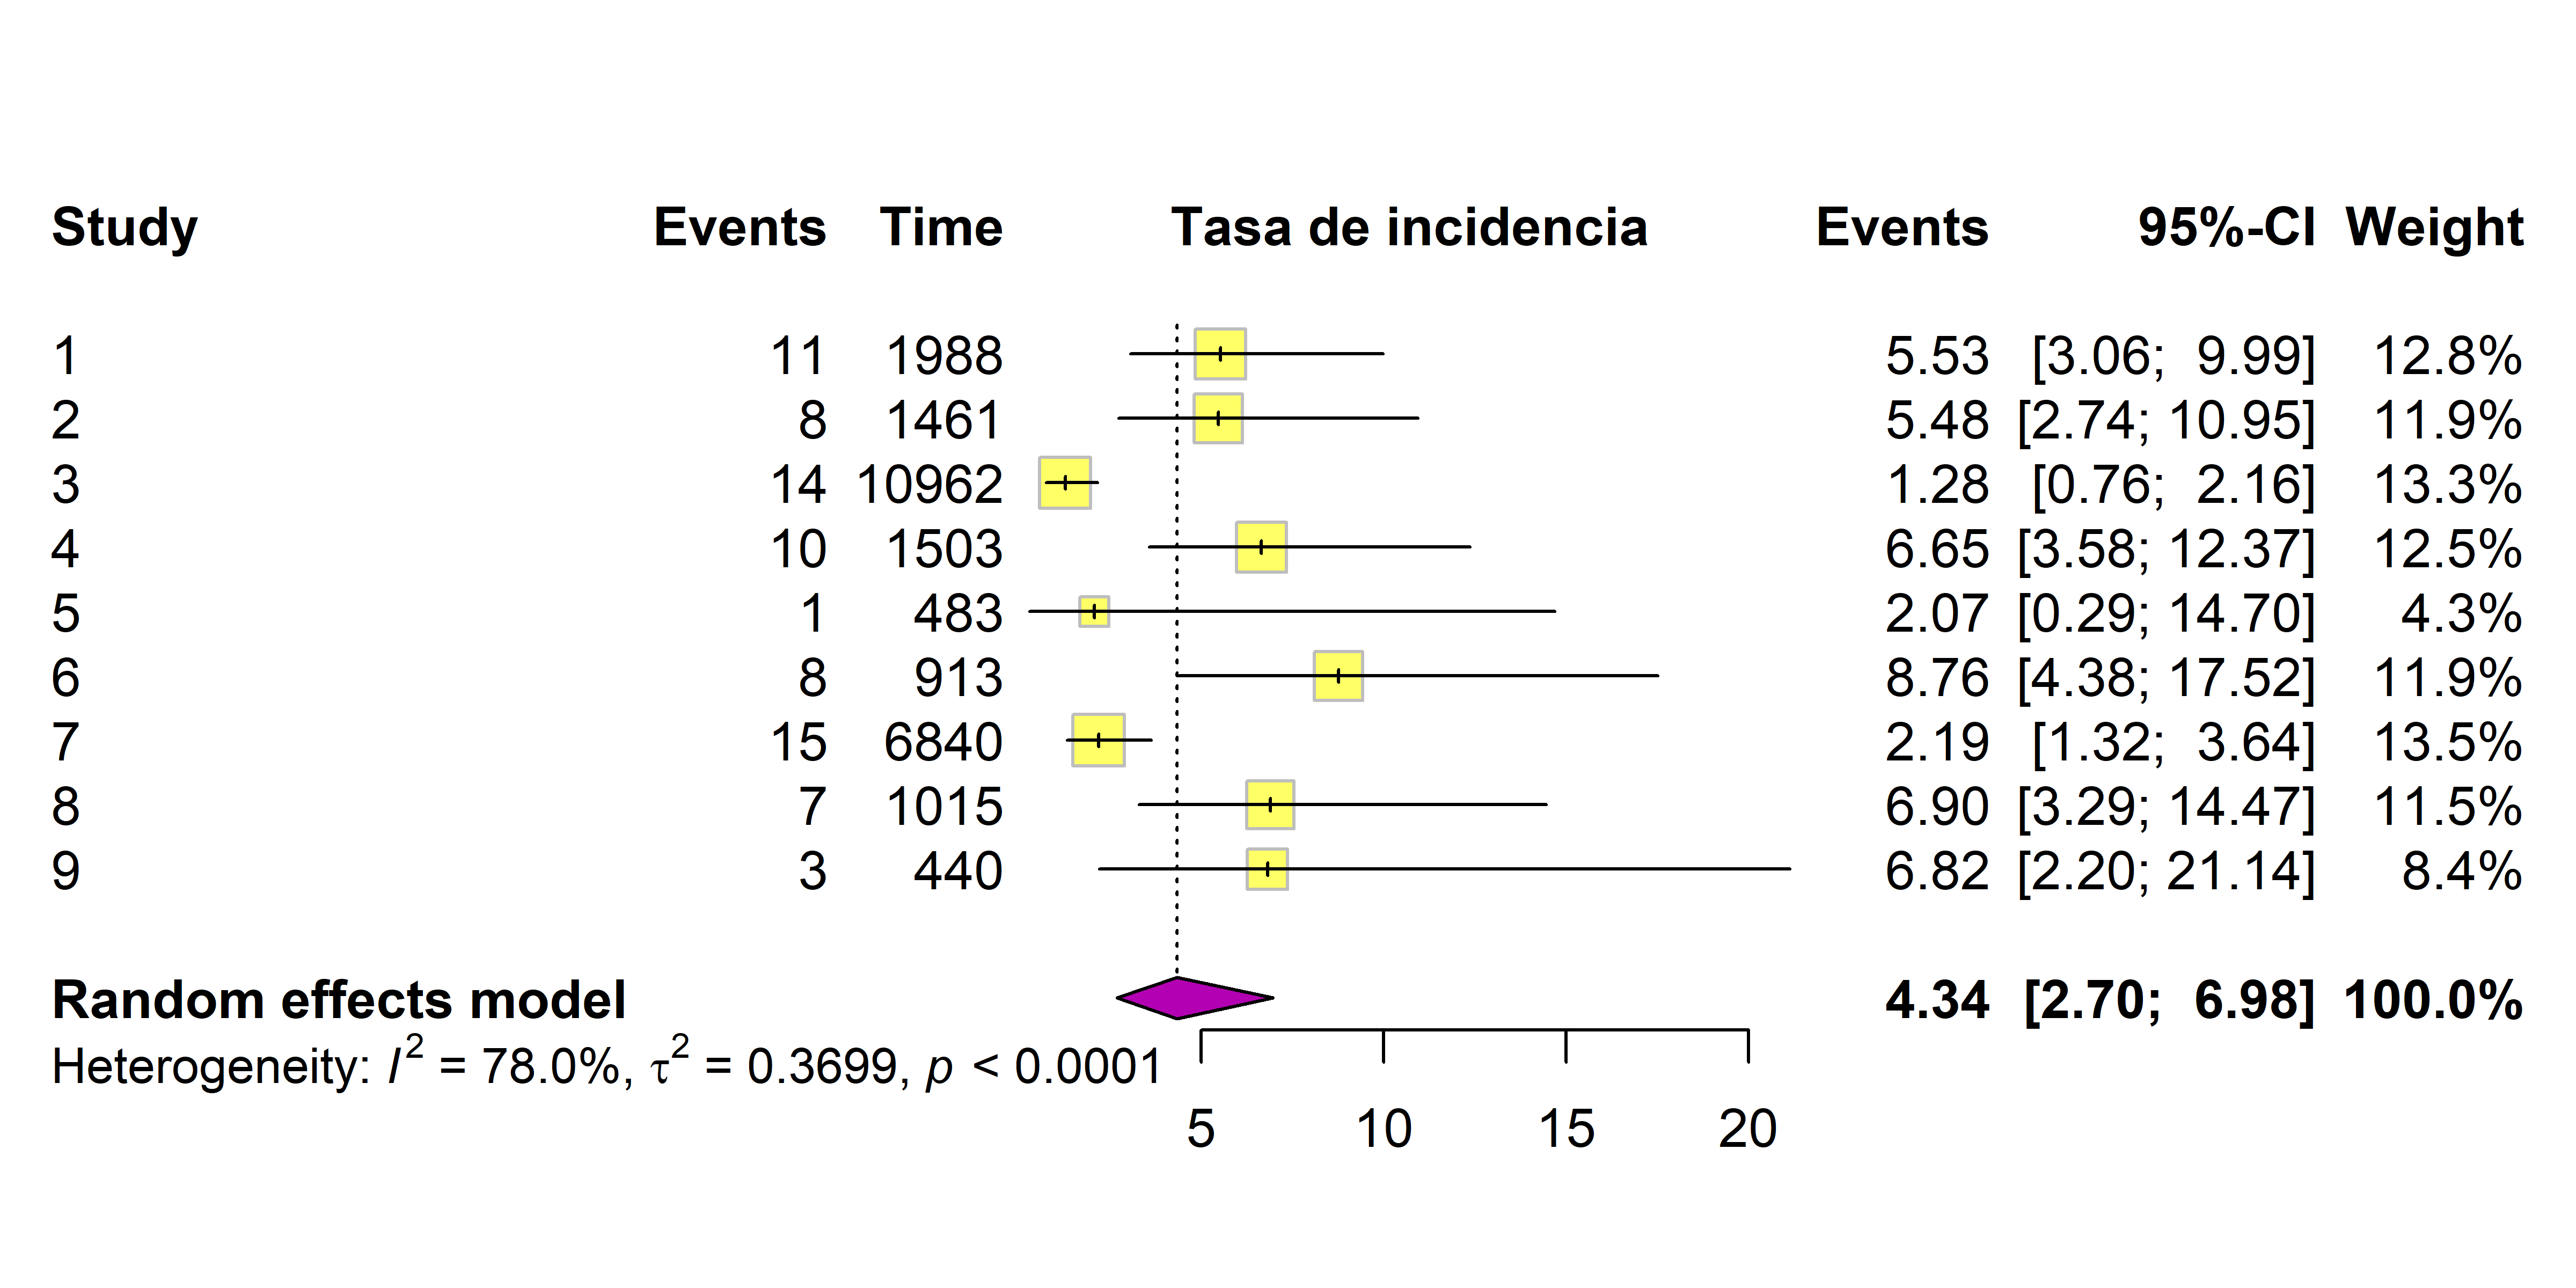 Study Events Time Tasa de incidencia Events 95%-CI Weight
1 11 1988 5.53 [3.06; 9.99] 12.8%
2 8 1461 5.48 [2.74; 10.95] 11.9%
3 14 10962 1.28 [0.76; 2.16] 13.3%
4 10 1503 6.65 [3.58; 12.37] 12.5%
5 1 483 2.07 [0.29; 14.70] 4.3%
6 8 913 8.76 [4.38; 17.52] 11.9%
7 15 6840 2.19 [1.32; 3.64] 13.5%
8 7 1015 6.90 [3.29; 14.47] 11.5%
9 3 440 6.82 [2.20; 21.14] 8.4%
Random effects model 4.34 [2.70; 6.98] 100.0%
Heterogeneity: I² = 78.0%, τ² = 0.3699, p < 0.0001
5 10 15 20